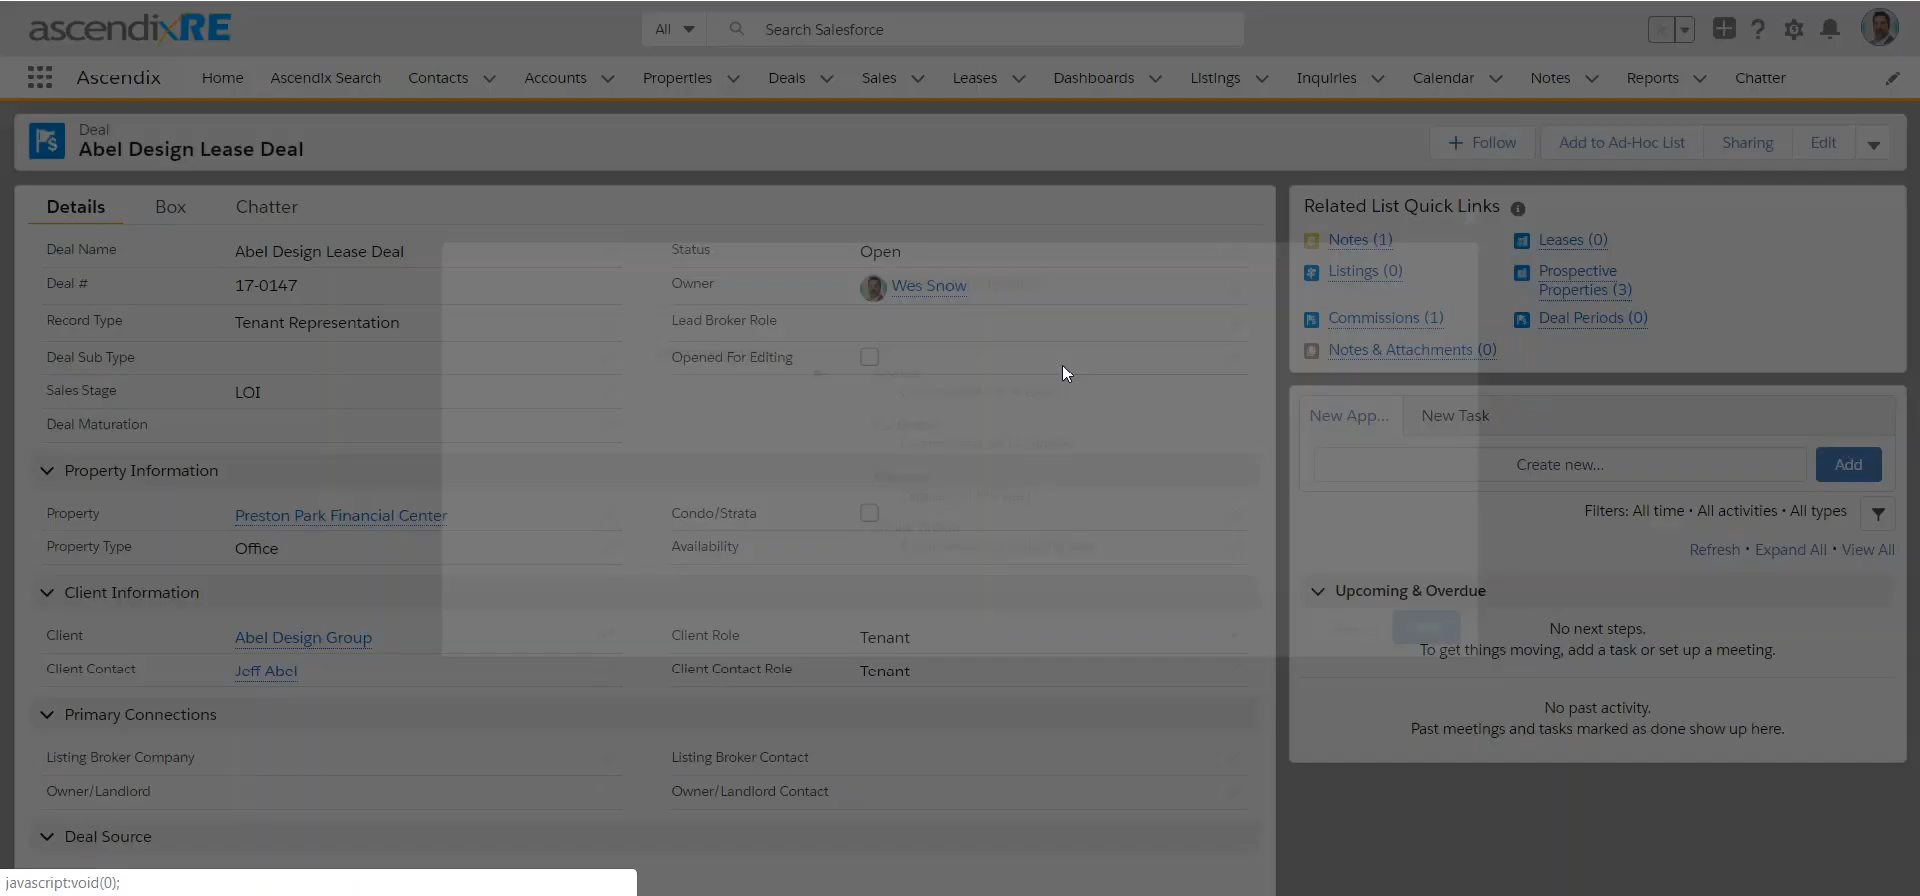 ascendixRE
All
Search Salesforce
Ascendix
Home
Ascendix Search
Contacts
Accounts
Properties
Deals
Sales
Leases
Dashboards
Listings
Inquiries
Calendar
Notes
Reports
Chatter
Deal
Abel Design Lease Deal
+ Follow
Add to Ad-Hoc List
Sharing
Edit
Details
Box
Chatter
Deal Name
Abel Design Lease Deal
Status
Open
Deal #
17-0147
Owner
Wes Snow
Record Type
Tenant Representation
Lead Broker Role
Deal Sub Type
Opened For Editing
Sales Stage
LOI
Deal Maturation
Property Information
Property
Preston Park Financial Center
Condo/Strata
Property Type
Office
Availability
Client Information
Client
Abel Design Group
Client Role
Tenant
Client Contact
Jeff Abel
Client Contact Role
Tenant
Primary Connections
Listing Broker Company
Listing Broker Contact
Owner/Landlord
Owner/Landlord Contact
Deal Source
Related List Quick Links
Notes (1)
Leases (0)
Listings (0)
Prospective
Properties (3)
Commissions (1)
Deal Periods (0)
Notes & Attachments (0)
New App...
New Task
Create new...
Add
Filters: All time • All activities • All types
Refresh • Expand All • View All
Upcoming & Overdue
No next steps.
To get things moving, add a task or set up a meeting.
No past activity.
Past meetings and tasks marked as done show up here.
javascript:void(0);